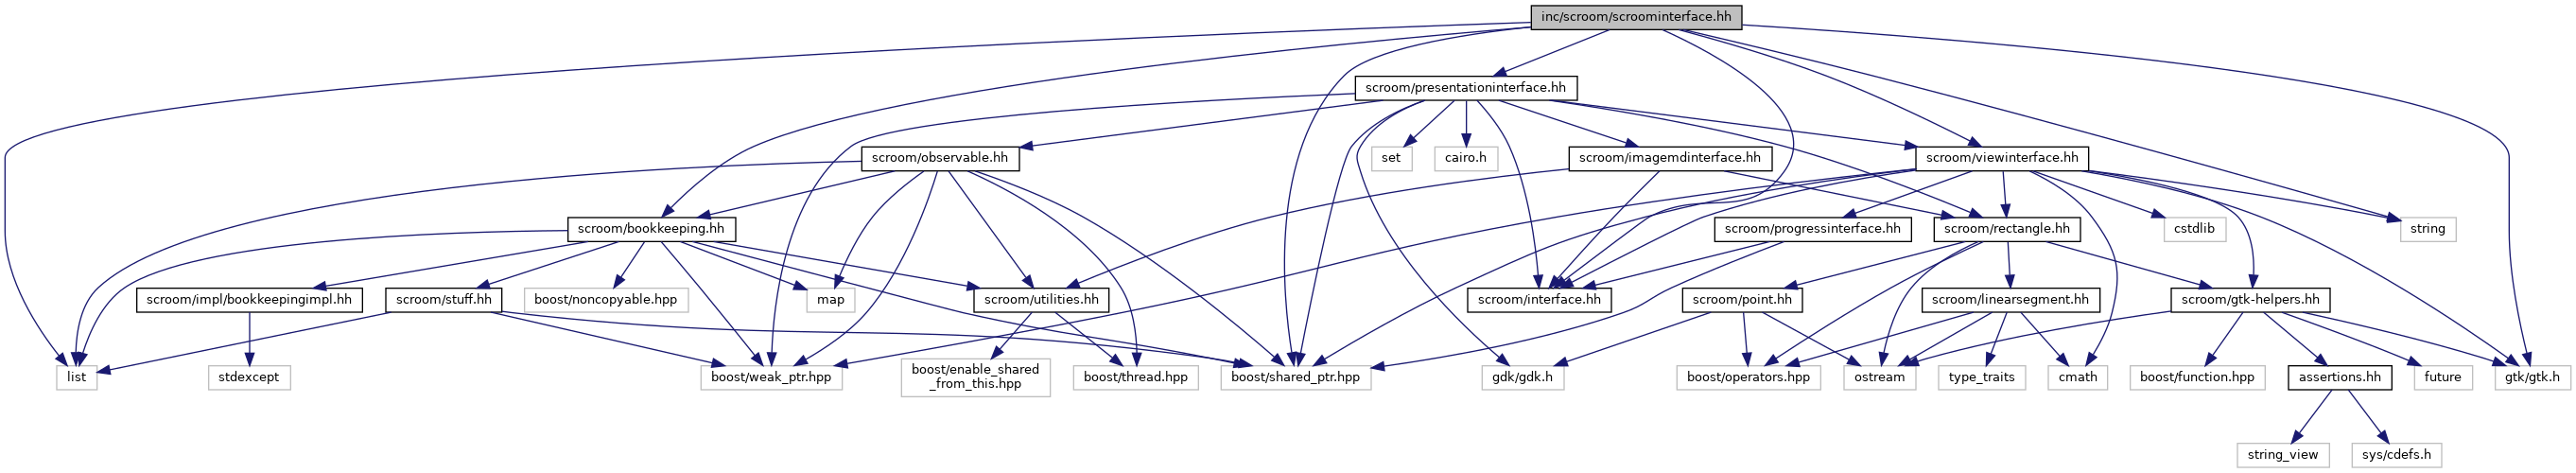 inc/scroom/scroominterface.hh
scroom/presentationinterface.hh
scroom/observable.hh
set
cairo.h
scroom/imagemdinterface.hh
scroom/viewinterface.hh
scroom/bookkeeping.hh
scroom/progressinterface.hh
scroom/rectangle.hh
cstdlib
string
scroom/impl/bookkeepingimpl.hh
scroom/stuff.hh
boost/noncopyable.hpp
map
scroom/utilities.hh
scroom/interface.hh
scroom/point.hh
scroom/linearsegment.hh
scroom/gtk-helpers.hh
list
stdexcept
boost/weak_ptr.hpp
boost/enable_shared
_from_this.hpp
boost/thread.hpp
boost/shared_ptr.hpp
gdk/gdk.h
boost/operators.hpp
ostream
type_traits
cmath
boost/function.hpp
assertions.hh
future
gtk/gtk.h
string_view
sys/cdefs.h